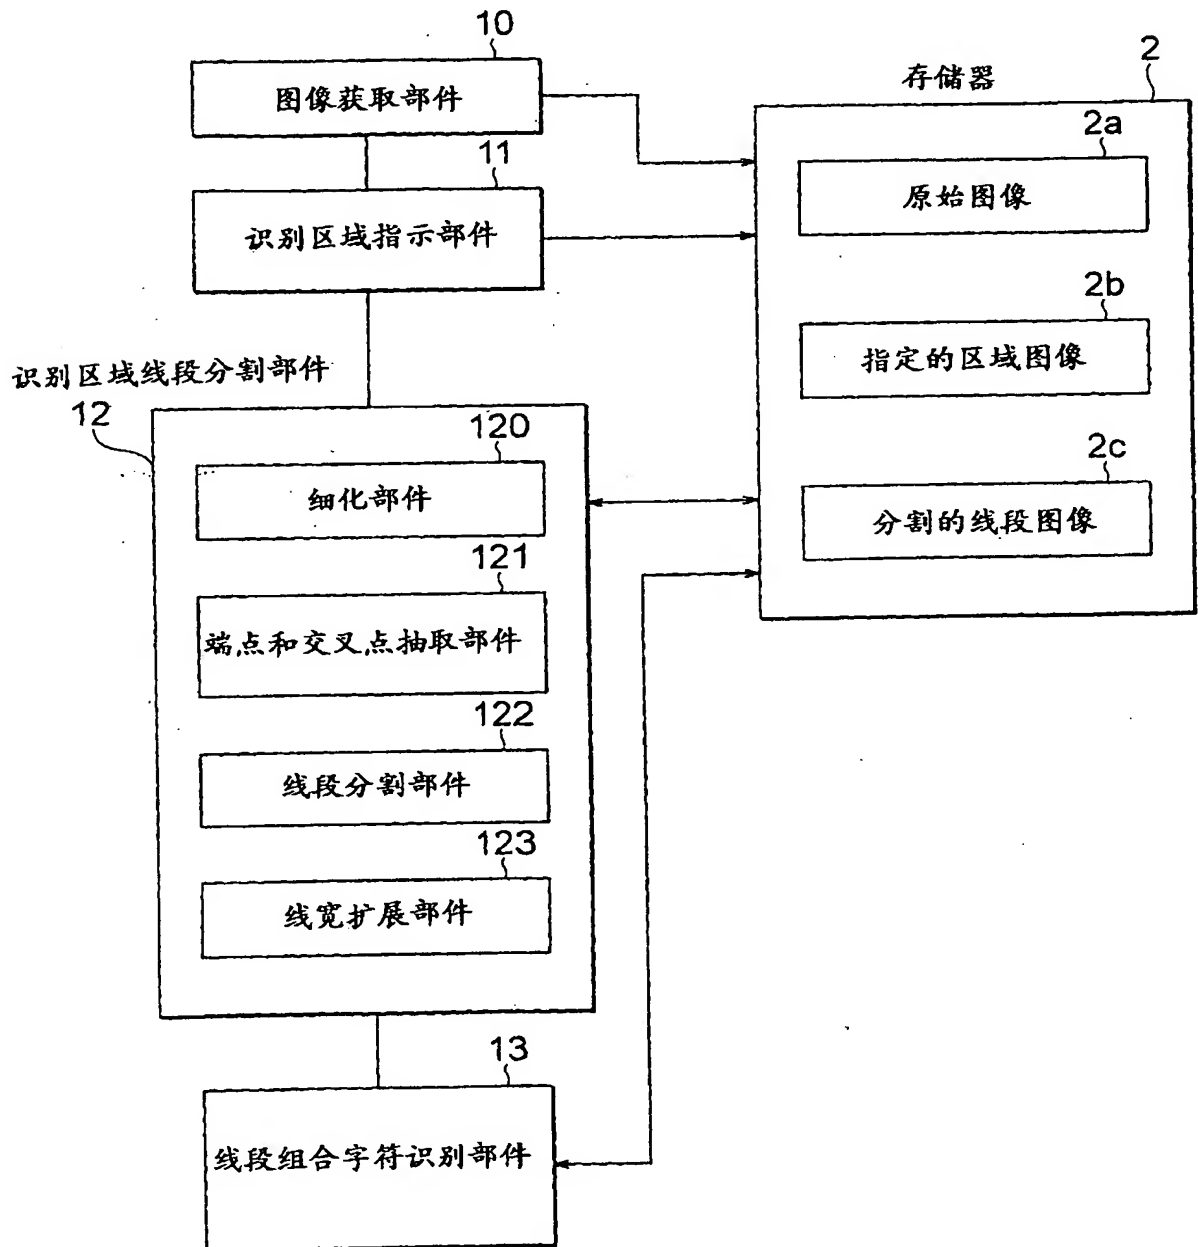 10
图像获取部件
2
存储器
2a
原始图像
11
识别区域指示部件
2b
指定的区域图像
识别区域线段分割部件
12
120
细化部件
2c
分割的线段图像
121
端点和交叉点抽取部件
122
线段分割部件
123
线宽扩展部件
13
线段组合字符识别部件